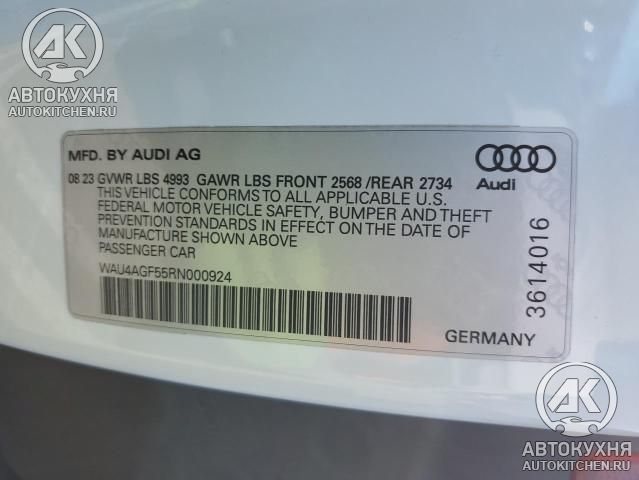 АК
АВТОКУХНЯ
AUTOKITCHEN.RU
MFD. BY AUDI AG
08 23 GVWR LBS 4993 GAWR LBS FRONT 2568 /REAR 2734
THIS VEHICLE CONFORMS TO ALL APPLICABLE U.S.
FEDERAL MOTOR VEHICLE SAFETY, BUMPER AND THEFT
PREVENTION STANDARDS IN EFFECT ON THE DATE OF
MANUFACTURE SHOWN ABOVE
PASSENGER CAR
WAU4AGF55RN000924
Audi
3614016
GERMANY
АК
АВТОКУХНЯ
AUTOKITCHEN.RU